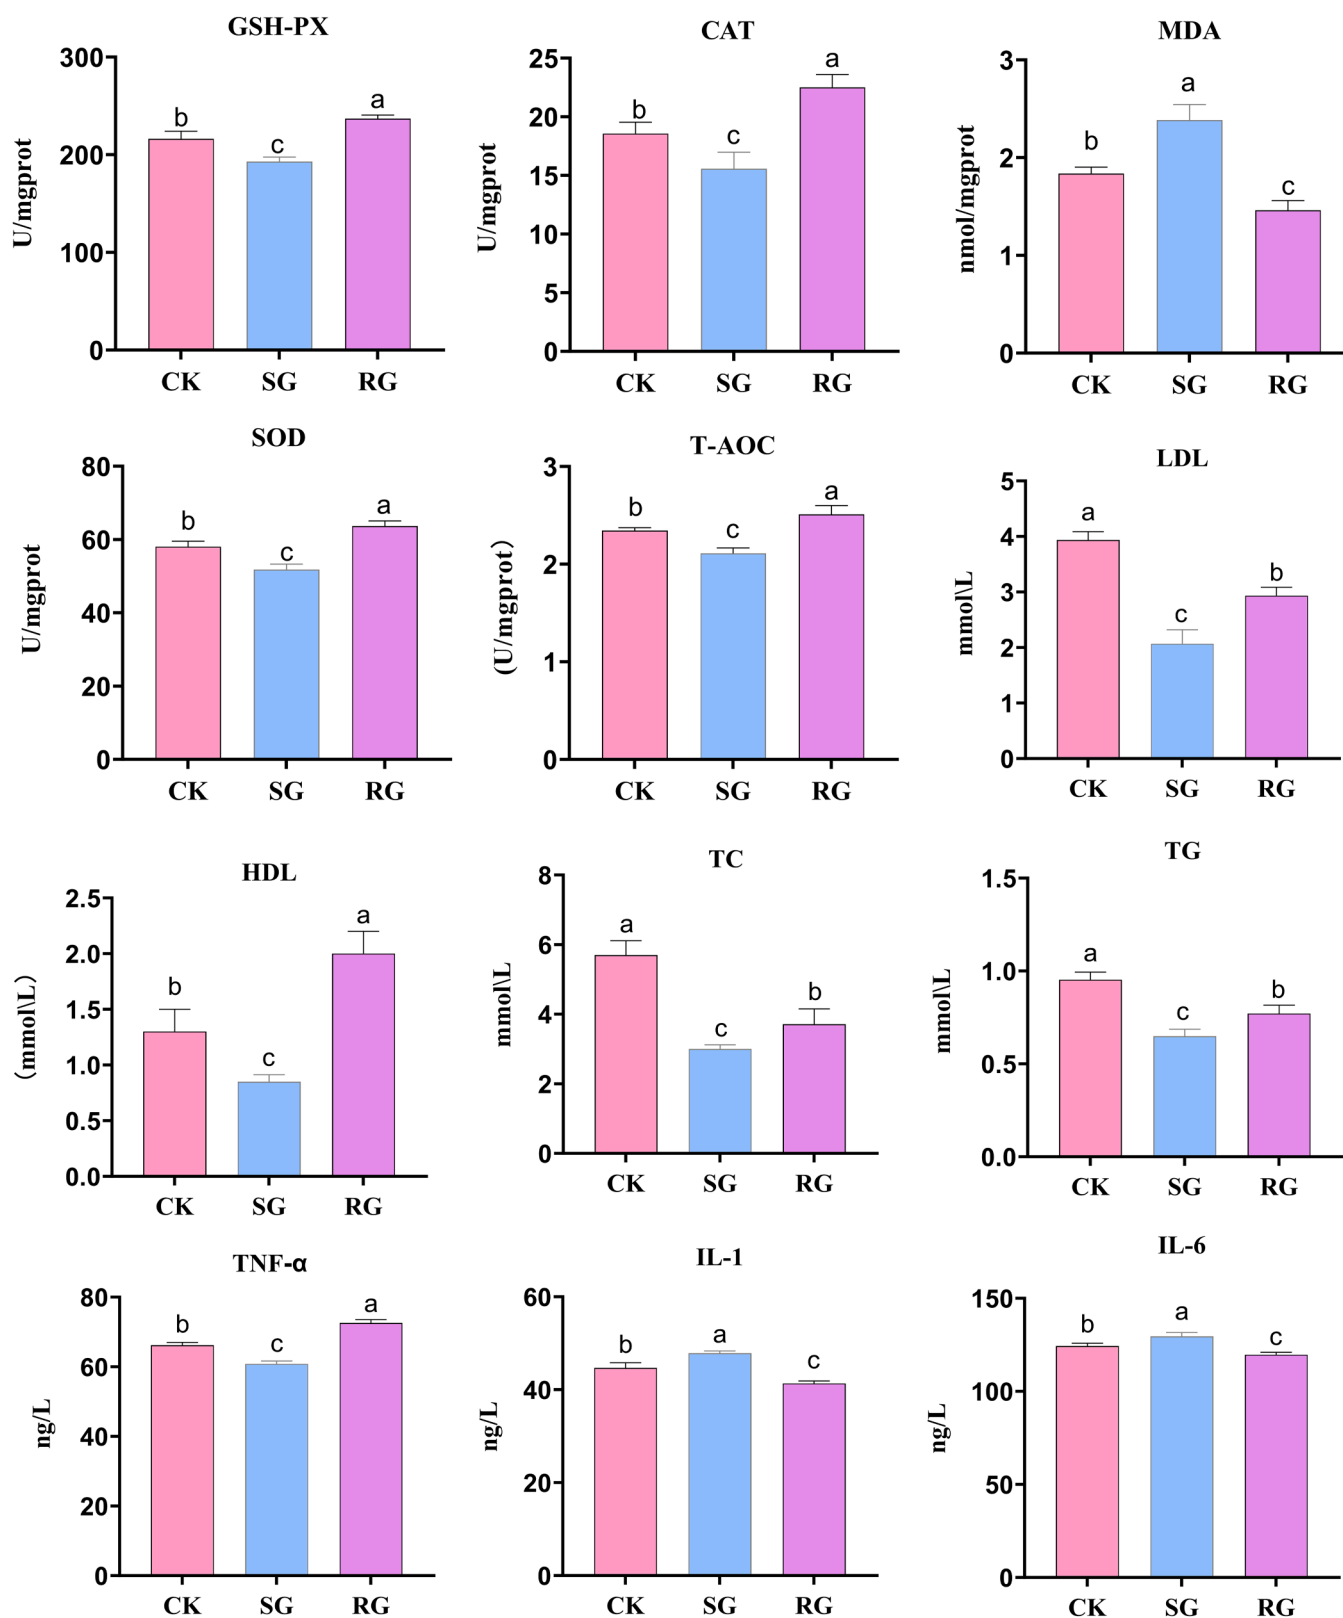 GSH-PX
U/mgprot
300
200
100
0
b
c
a
CK SG RG
CAT
U/mgprot
25
20
15
10
5
0
b
c
a
CK SG RG
MDA
nmol/mgprot
3
2
1
0
b
a
c
CK SG RG
SOD
U/mgprot
80
60
40
20
0
b
c
a
CK SG RG
T-AOC
(U/mgprot)
3
2
1
0
b
c
a
CK SG RG
LDL
mmol\L
5
4
3
2
1
0
a
c
b
CK SG RG
HDL
(mmol\L)
2.5
2.0
1.5
1.0
0.5
0.0
b
c
a
CK SG RG
TC
mmol\L
8
6
4
2
0
a
c
b
CK SG RG
TG
mmol\L
1.5
1.0
0.5
0.0
a
c
b
CK SG RG
TNF-α
ng/L
80
60
40
20
0
b
c
a
CK SG RG
IL-1
ng/L
60
40
20
0
b
a
c
CK SG RG
IL-6
ng/L
150
100
50
0
b
a
c
CK SG RG